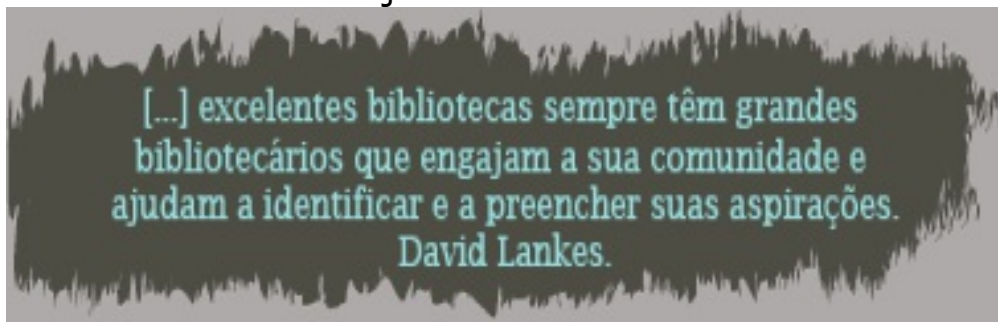 [...] excelentes bibliotecas sempre têm grandes
bibliotecários que engajam a sua comunidade e
ajudam a identificar e a preencher suas aspirações.
David Lankes.